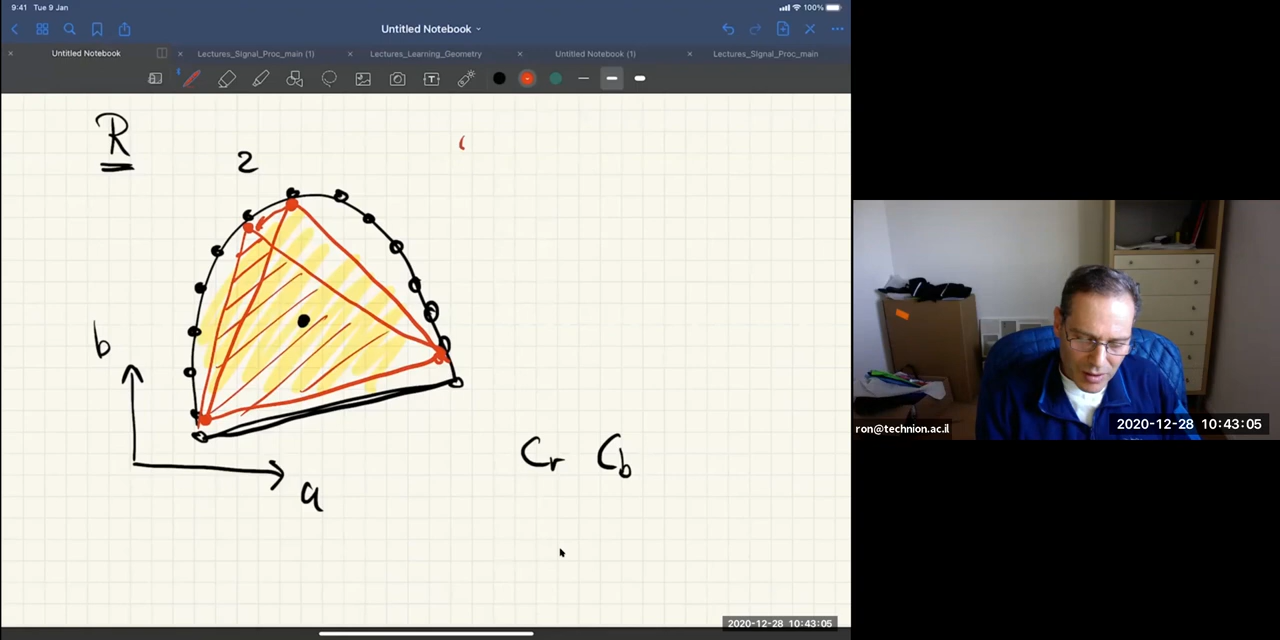 9:41 Tue 9 Jan
100%
Untitled Notebook
Untitled Notebook
Lectures_Signal_Proc_main (1)
Lectures_Learning_Geometry
Untitled Notebook (1)
Lectures_Signal_Proc_main
T
R
2
b
a
Cr Cb
ron@technion.ac.il
2020-12-28 10:43:05
2020-12-28 10:43:05